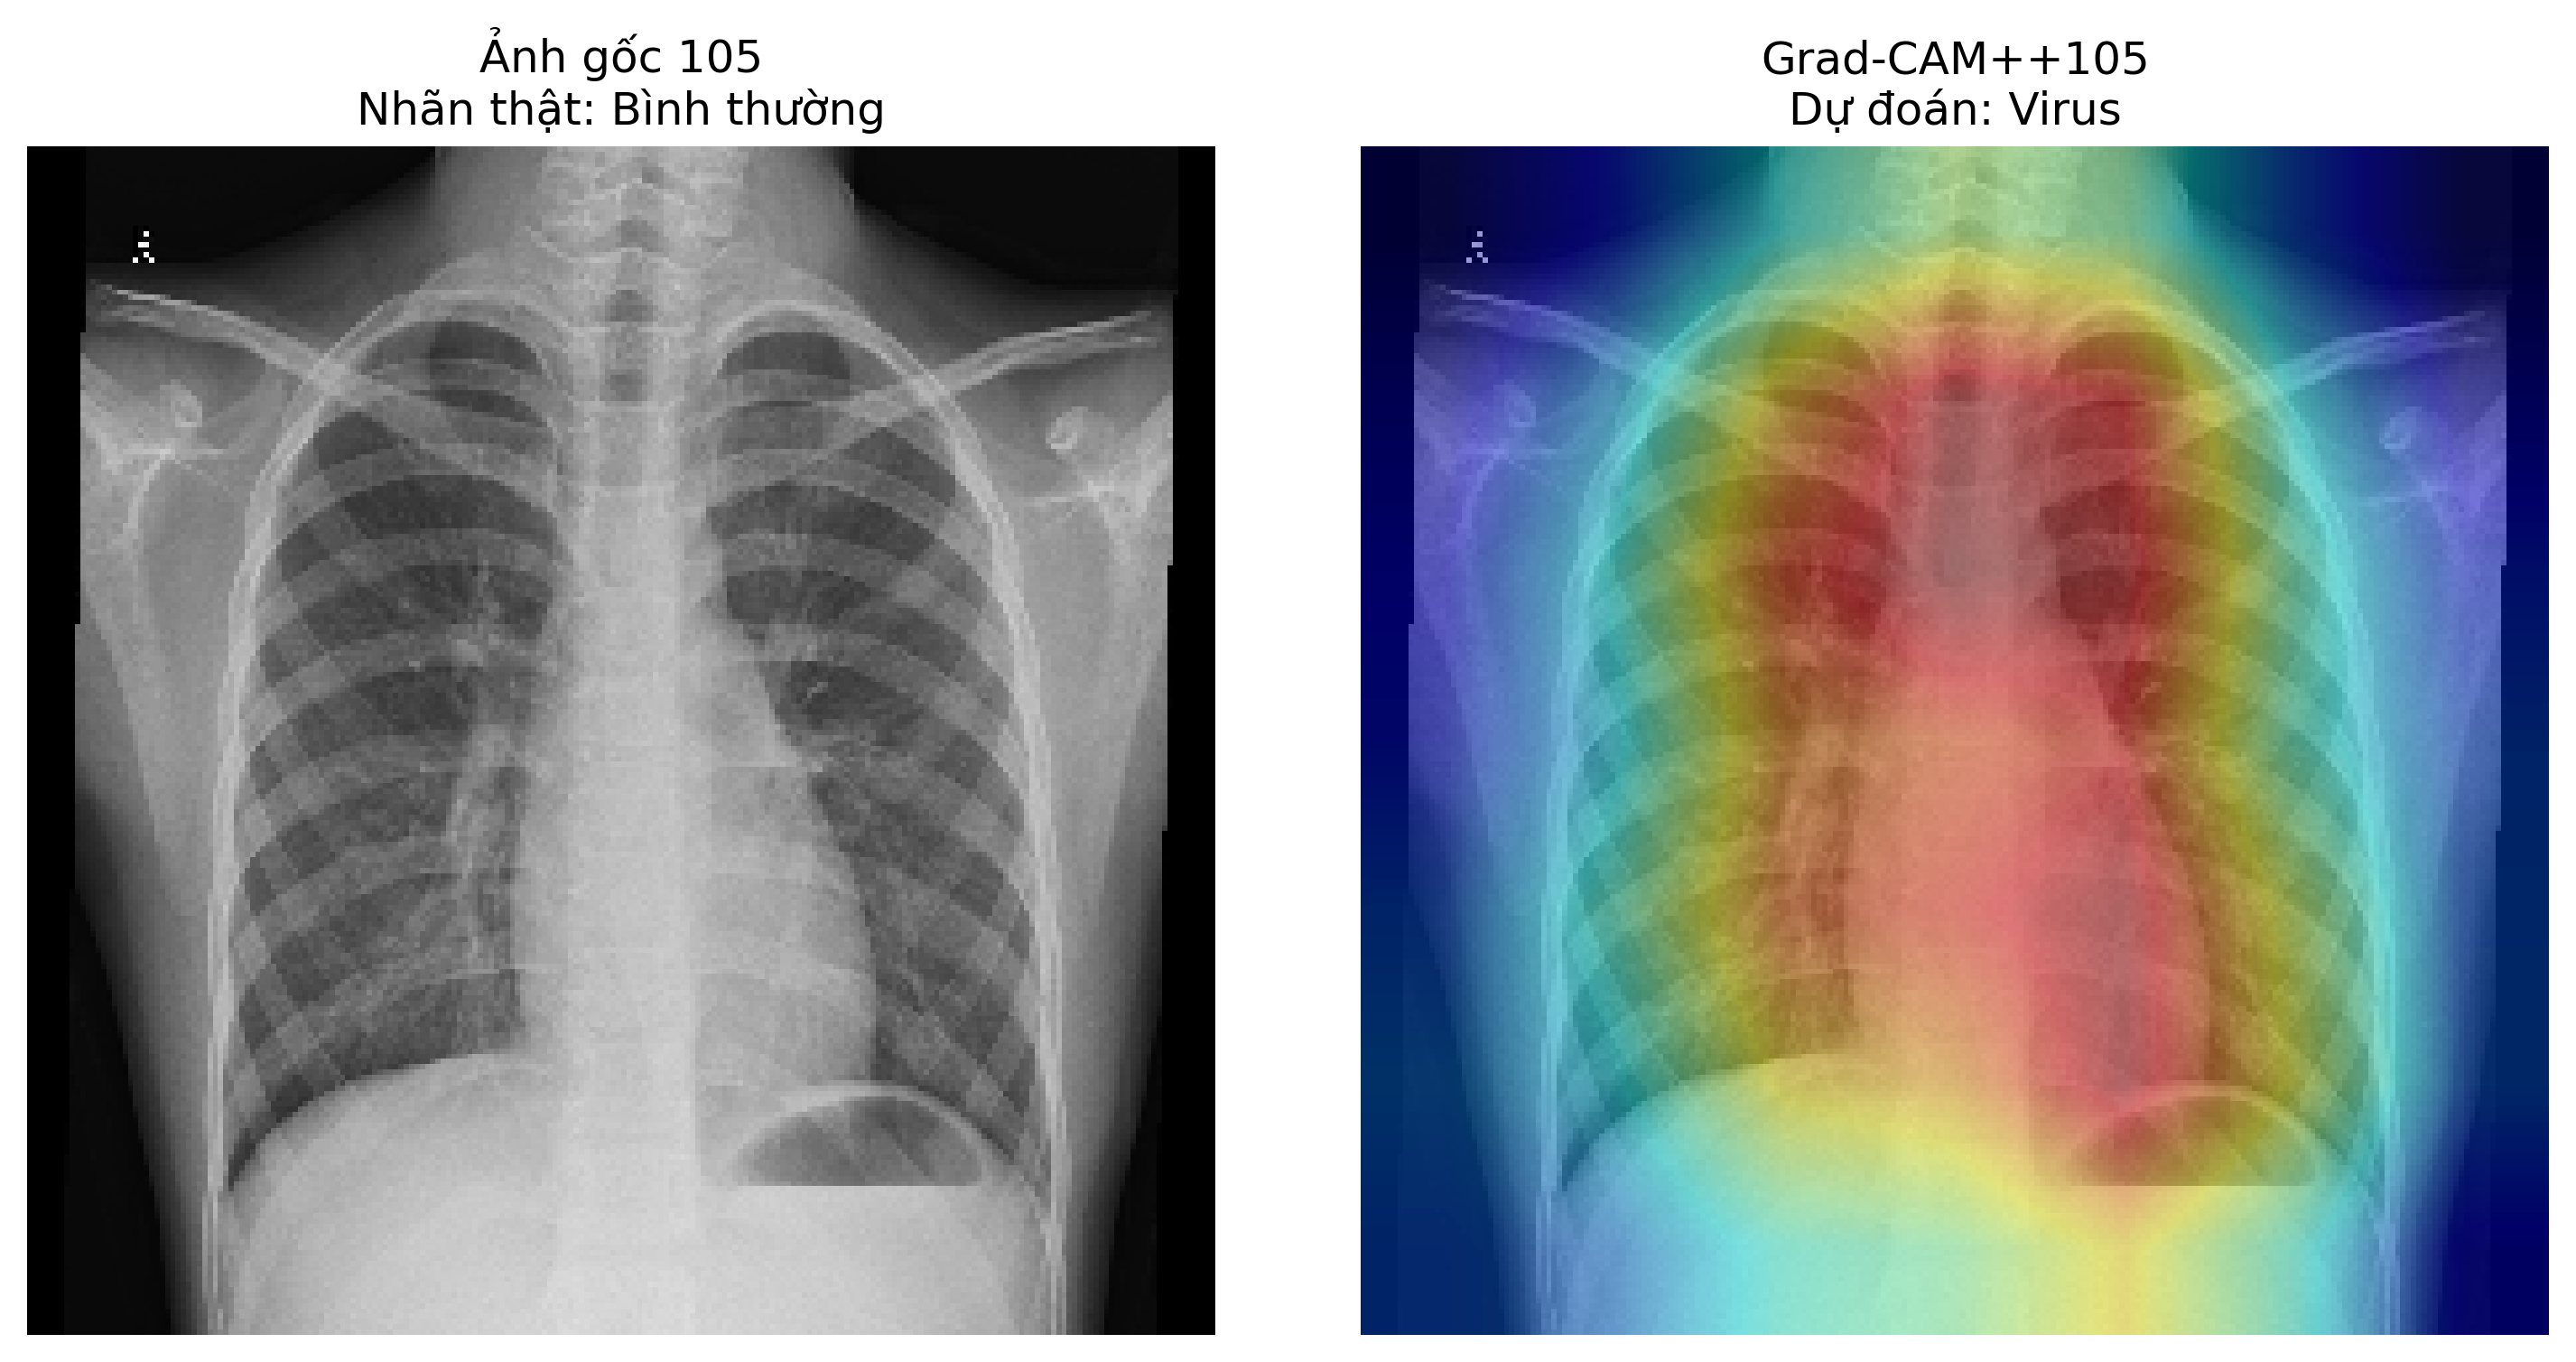 Ảnh gốc 105
Nhãn thật: Bình thường
Grad-CAM++105
Dự đoán: Virus